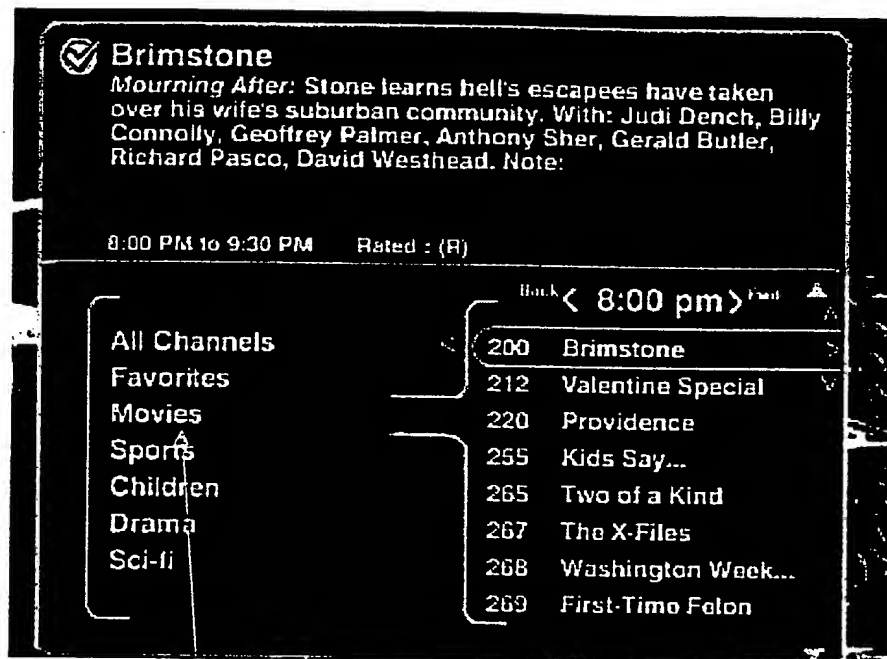 Brimstone
Mourning After: Stone learns hell's escapees have taken
over his wife's suburban community. With: Judi Dench, Billy
Connolly, Geoffrey Palmer, Anthony Sher, Gerald Butler,
Richard Pasco, David Westhead. Note:
8:00 PM to 9:30 PM Rated : (R)
Back < 8:00 pm >
All Channels
Favorites
Movies
Sports
Children
Drama
Sci-fi
200 Brimstone
212 Valentine Special
220 Providence
255 Kids Say...
265 Two of a Kind
267 The X-Files
268 Washington Week...
269 First-Time Felon